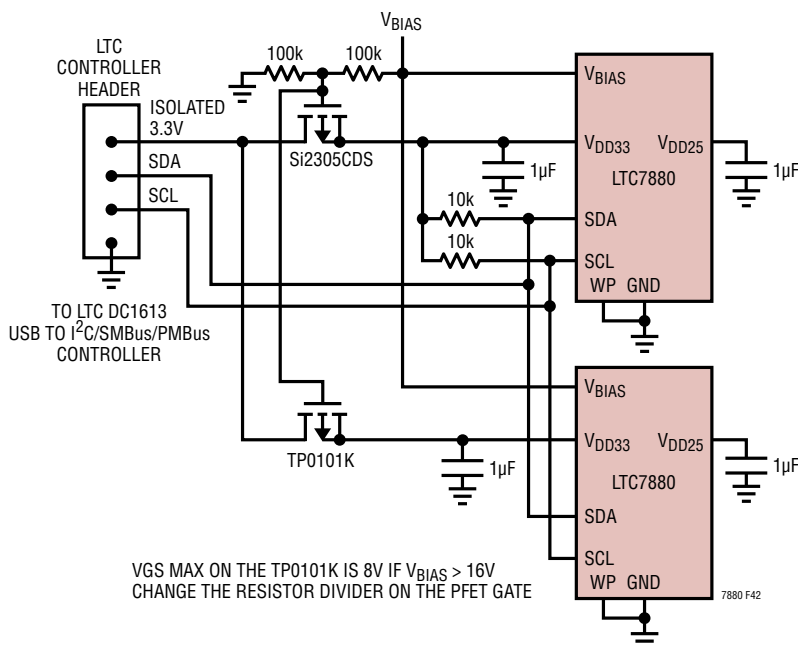 VBIAS
LTC
CONTROLLER
HEADER
100k
100k
VBIAS
ISOLATED
3.3V
Si2305CDS
VDD33
VDD25
1µF
1µF
LTC7880
SDA
SCL
10k
SDA
10k
SCL
WP GND
TO LTC DC1613
USB TO I2C/SMBus/PMBus
CONTROLLER
VBIAS
TP0101K
VDD33
VDD25
1µF
1µF
LTC7880
SDA
SCL
WP GND
VGS MAX ON THE TP0101K IS 8V IF VBIAS > 16V
CHANGE THE RESISTOR DIVIDER ON THE PFET GATE
7880 F42